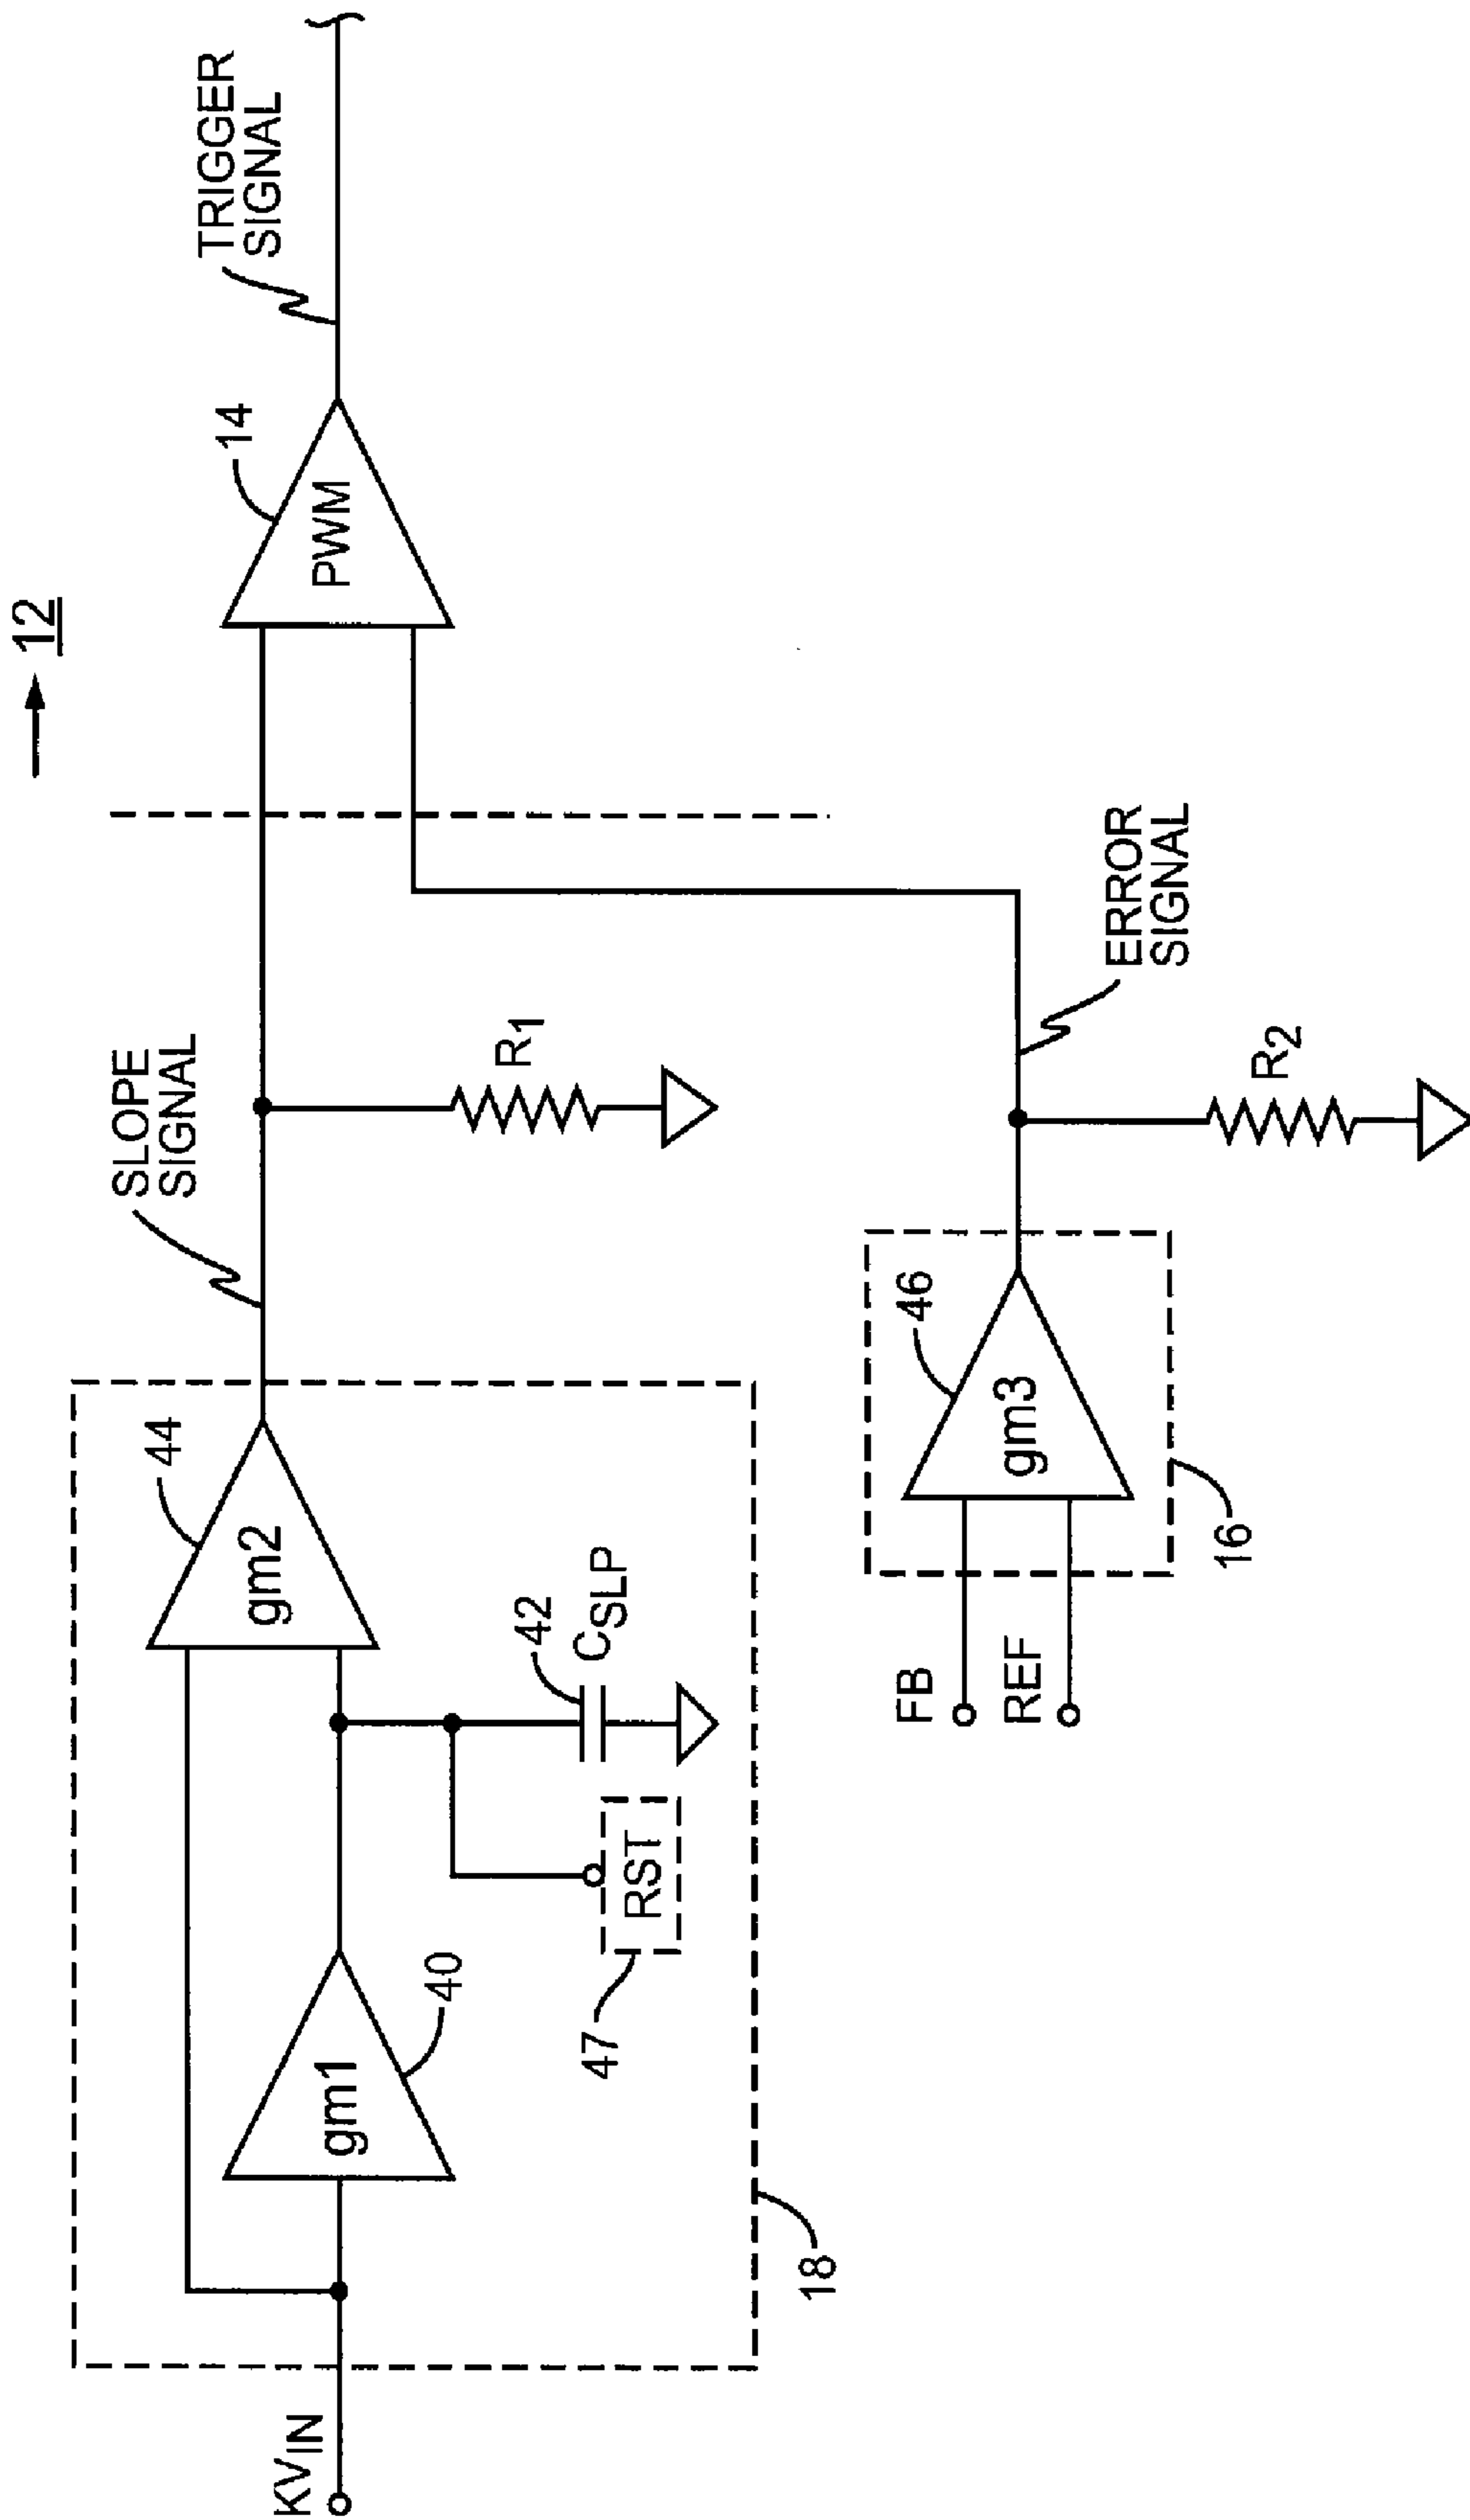 12
TRIGGER
SIGNAL
14
PWM
SLOPE
SIGNAL
44
gm2
R1
42
CSLP
KVIN
gm1
40
47
RST
18
ERROR
SIGNAL
46
gm3
R2
FB
REF
16